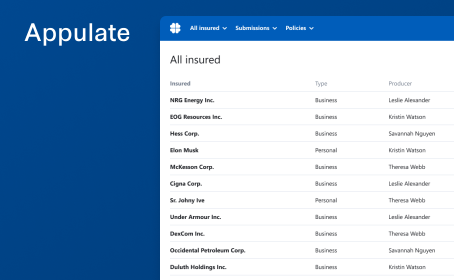 Appulate
All insured Submissions Policies
All insured
Insured Type Producer
NRG Energy Inc. Business Leslie Alexander
EOG Resources Inc. Business Kristin Watson
Hess Corp. Business Savannah Nguyen
Elon Musk Personal Kristin Watson
McKesson Corp. Business Theresa Webb
Cigna Corp. Business Leslie Alexander
Sr. Johny Ive Personal Theresa Webb
Under Armour Inc. Business Leslie Alexander
DexCom Inc. Business Theresa Webb
Occidental Petroleum Corp. Business Savannah Nguyen
Duluth Holdings Inc. Business Kristin Watson